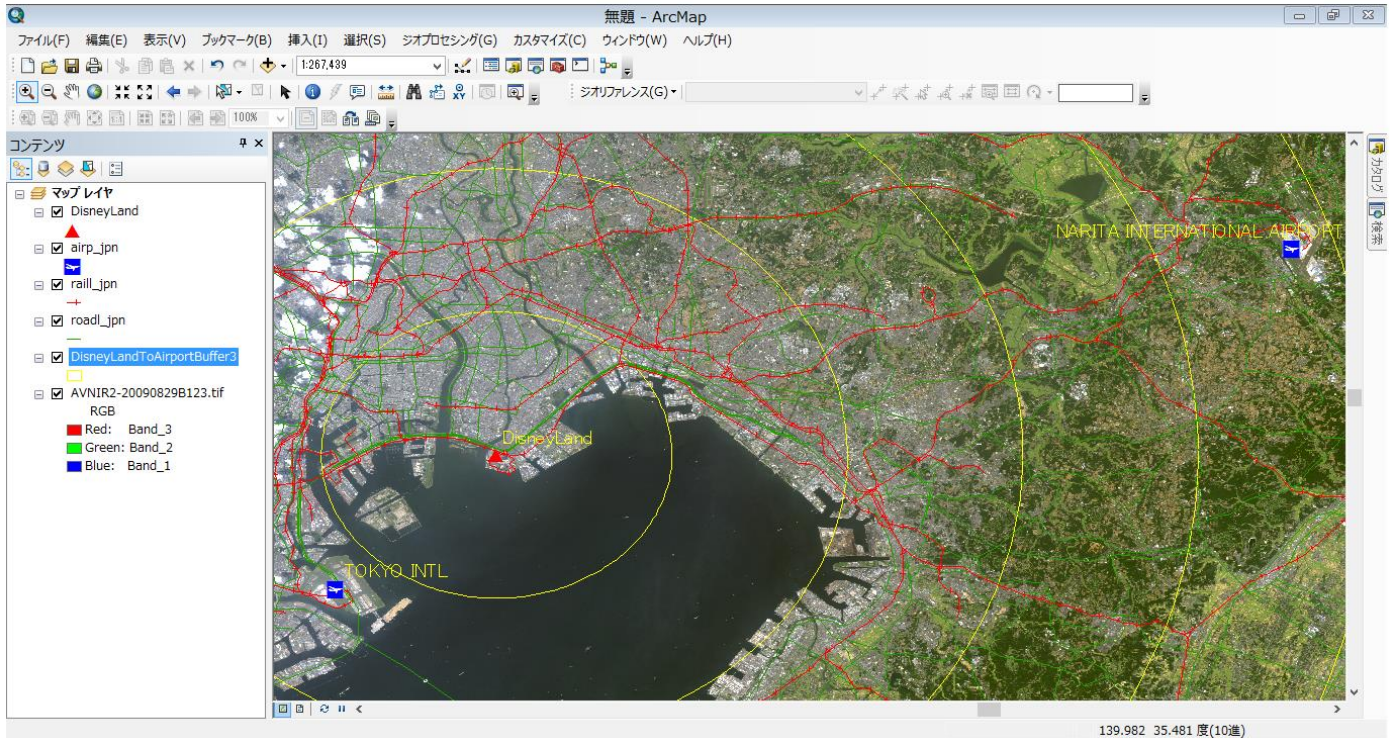 無題 - ArcMap
ファイル(F) 編集(E) 表示(V) ブックマーク(B) 挿入(I) 選択(S) ジオプロセシング(G) カスタマイズ(C) ウィンドウ(W) ヘルプ(H)
1:267,439
ジオリファレンス(G)
100%
コンテンツ
マップ レイヤ
DisneyLand
airp_jpn
raill_jpn
roadl_jpn
DisneyLandToAirportBuffer3
AVNIR2-20090829B123.tif
RGB
Red: Band_3
Green: Band_2
Blue: Band_1
NARITA INTERNATIONAL AIRPORT
DisneyLand
TOKYO INTL
カタログ
検索
139.982 35.481 度(10進)